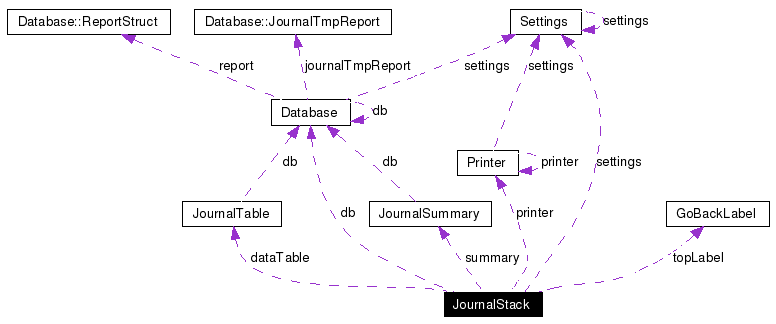 Database::ReportStruct
Database::JournalTmpReport
Settings
settings
report
journalTmpReport
settings
settings
Database
db
db
db
Printer
printer
settings
JournalTable
db
JournalSummary
printer
GoBackLabel
dataTable
summary
topLabel
JournalStack